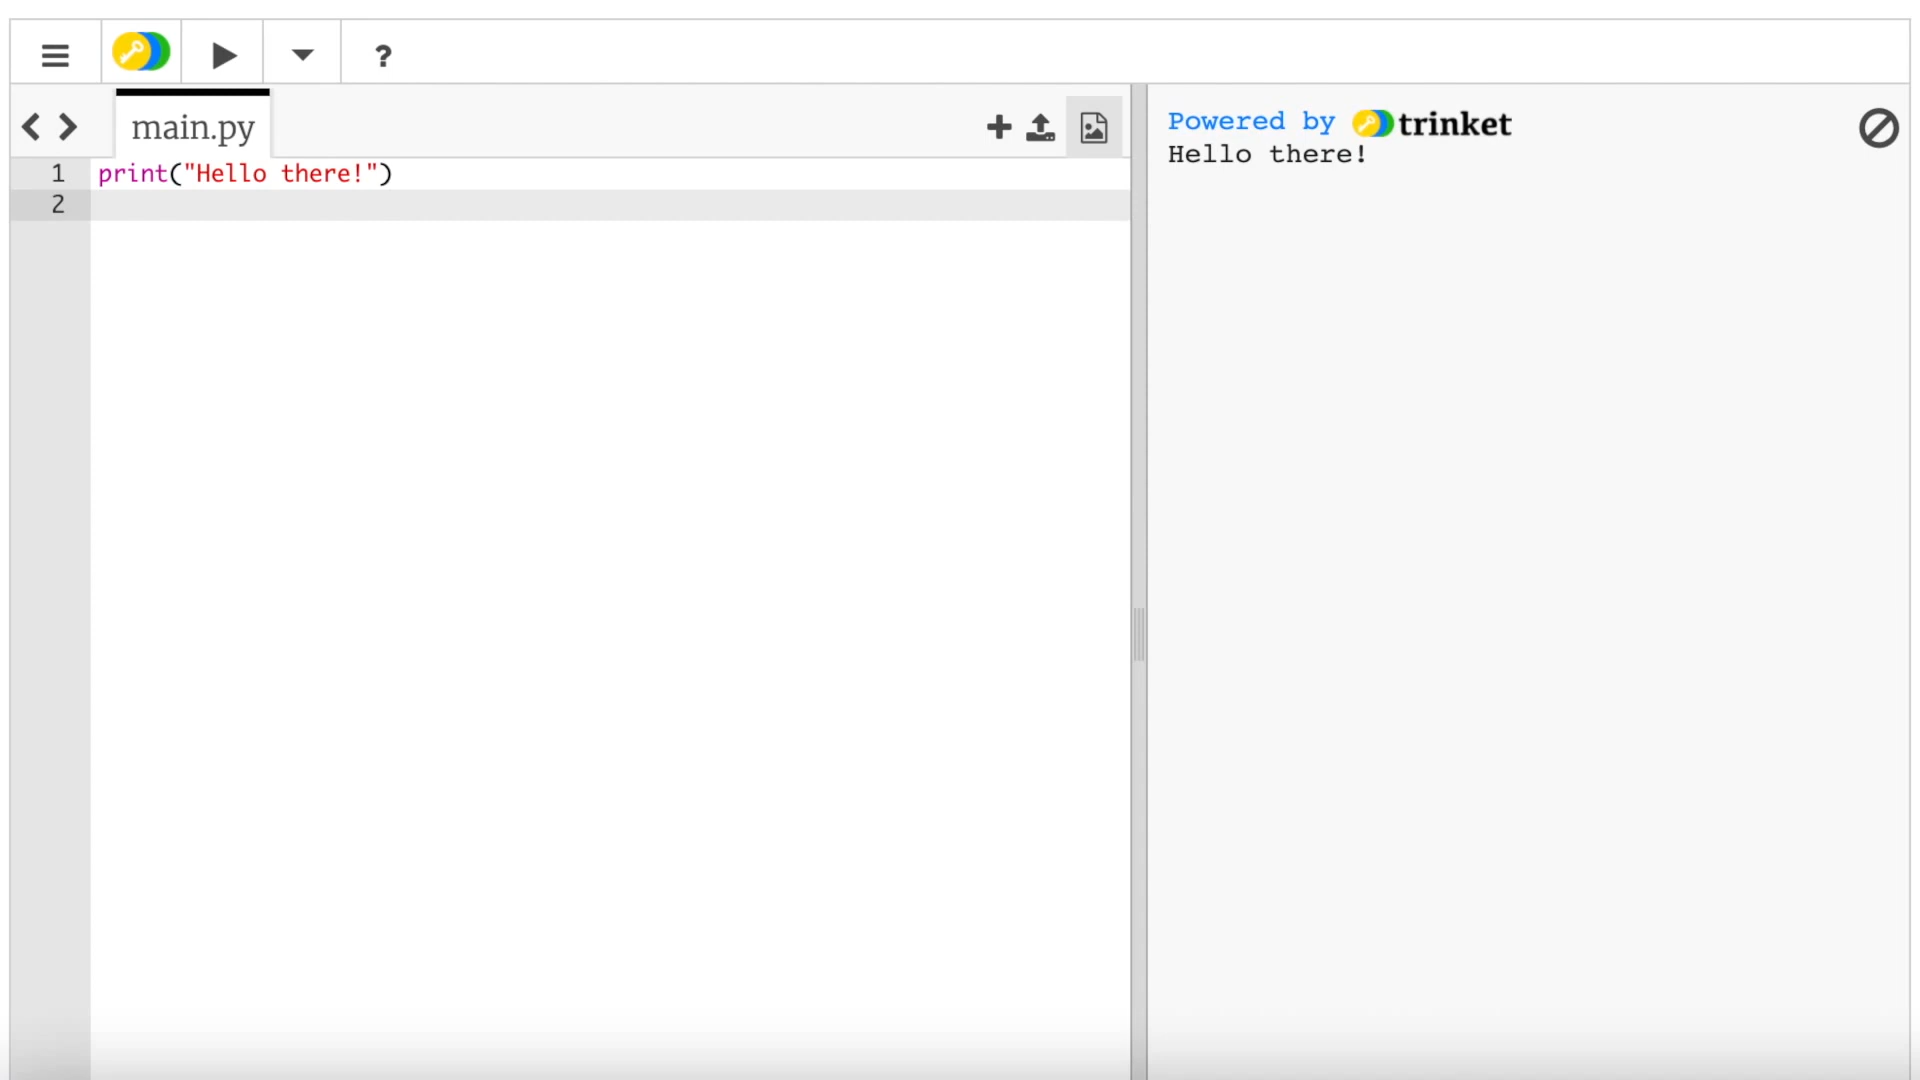 ?
main.py
1 print("Hello there!")
2
Powered by trinket
Hello there!